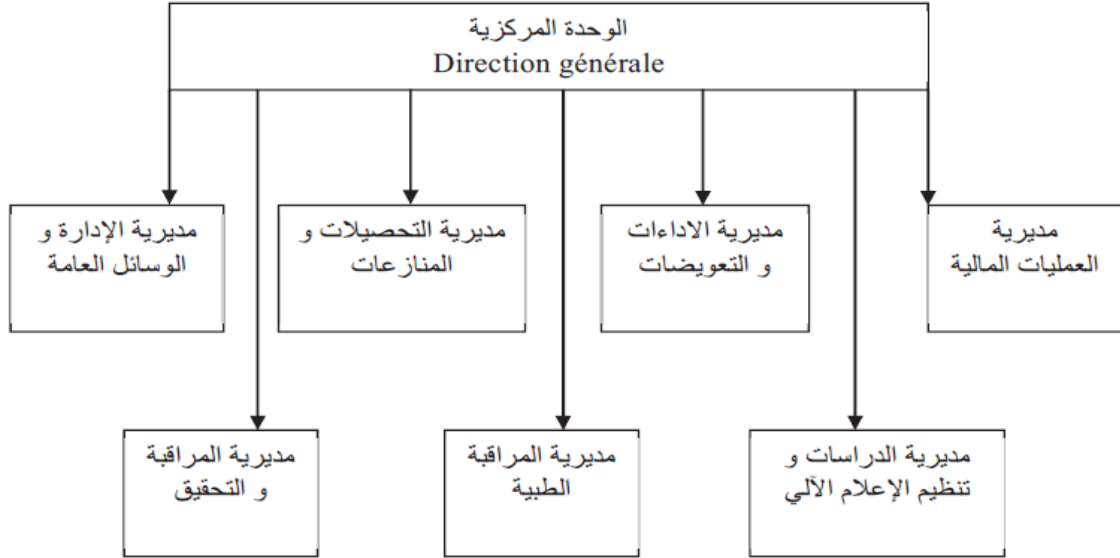 الوحدة المركزية
Direction générale
مديرية
العمليات المالية
مديرية الاداءات
و التعويضات
مديرية التحصيلات و
المنازعات
مديرية الإدارة و
الوسائل العامة
مديرية الدراسات و
تنظيم الإعلام الآلي
مديرية المراقبة
الطبية
مديرية المراقبة
و التحقيق